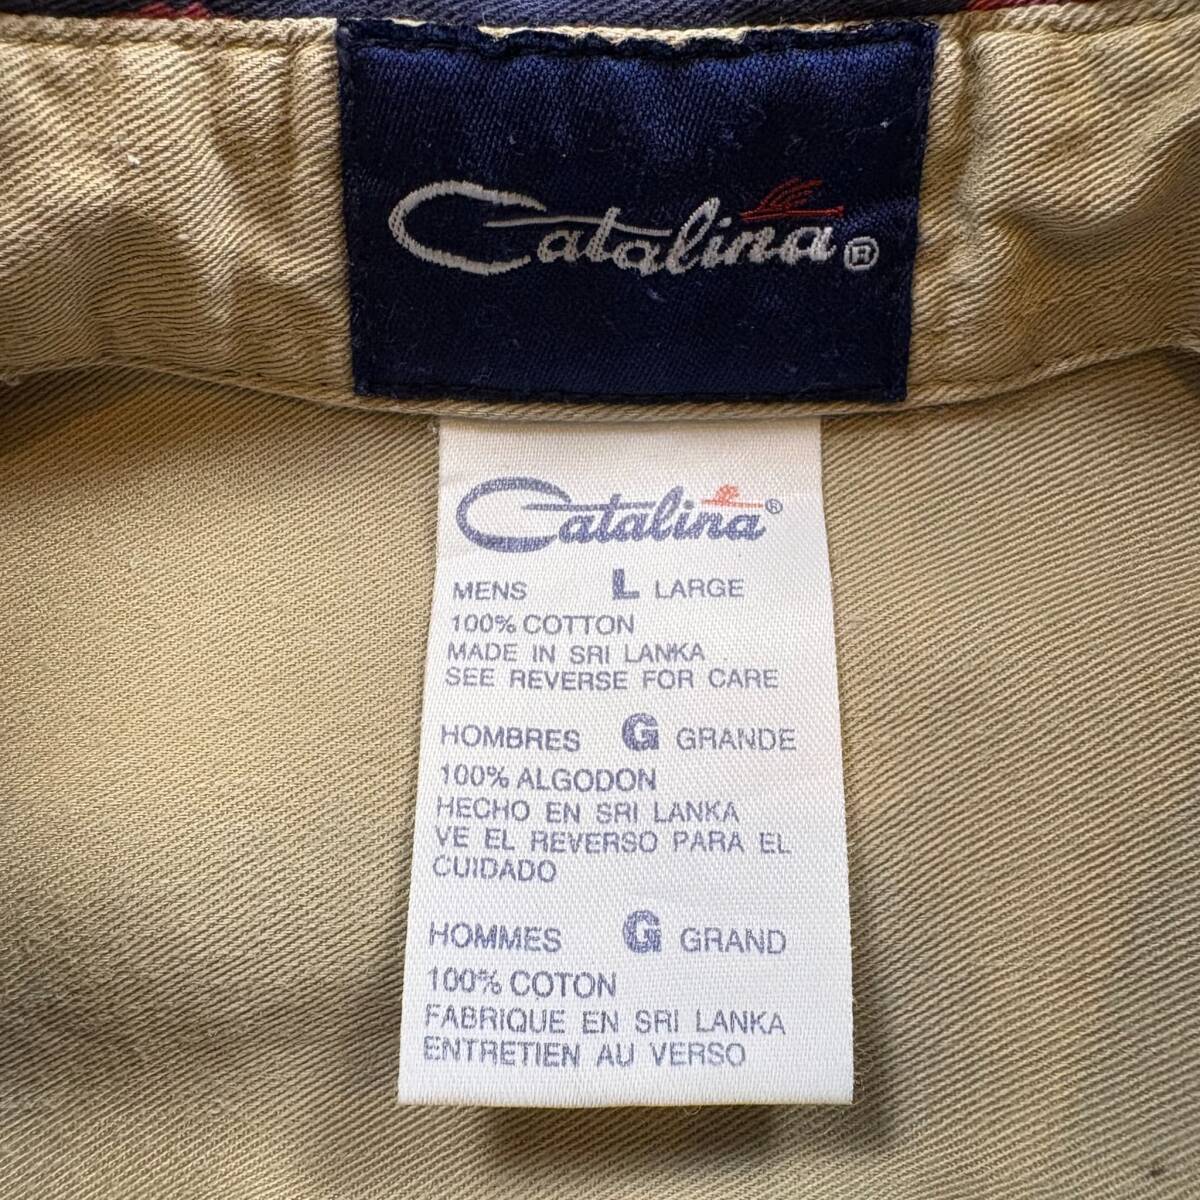 Catalina®
Catalina®
MENS L LARGE
100% COTTON
MADE IN SRI LANKA
SEE REVERSE FOR CARE
HOMBRES G GRANDE
100% ALGODON
HECHO EN SRI LANKA
VE EL REVERSO PARA EL
CUIDADO
HOMMES G GRAND
100% COTON
FABRIQUE EN SRI LANKA
ENTRETIEN AU VERSO